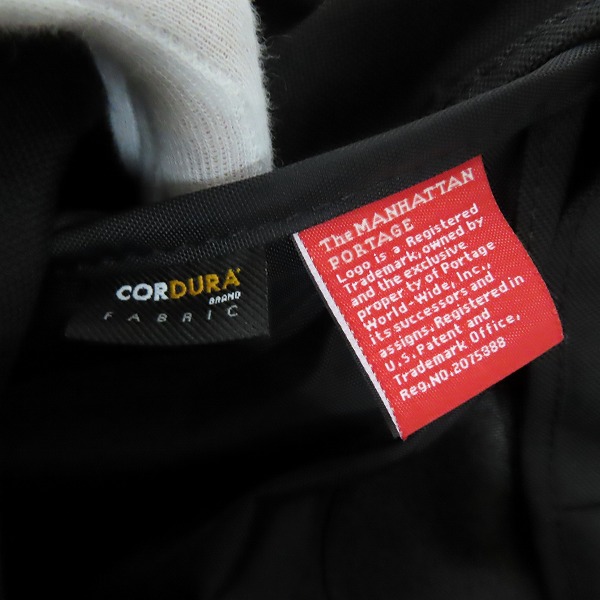 CORDURA®
BRAND
FABRIC
The MANHATTAN
PORTAGE
Logo is a Registered
Trademark, owned by
and the exclusive
property of Portage
World-Wide, Inc.,
its successors and
assigns. Registered in
U.S. Patent and
Trademark Office.
Reg.NO.2075388